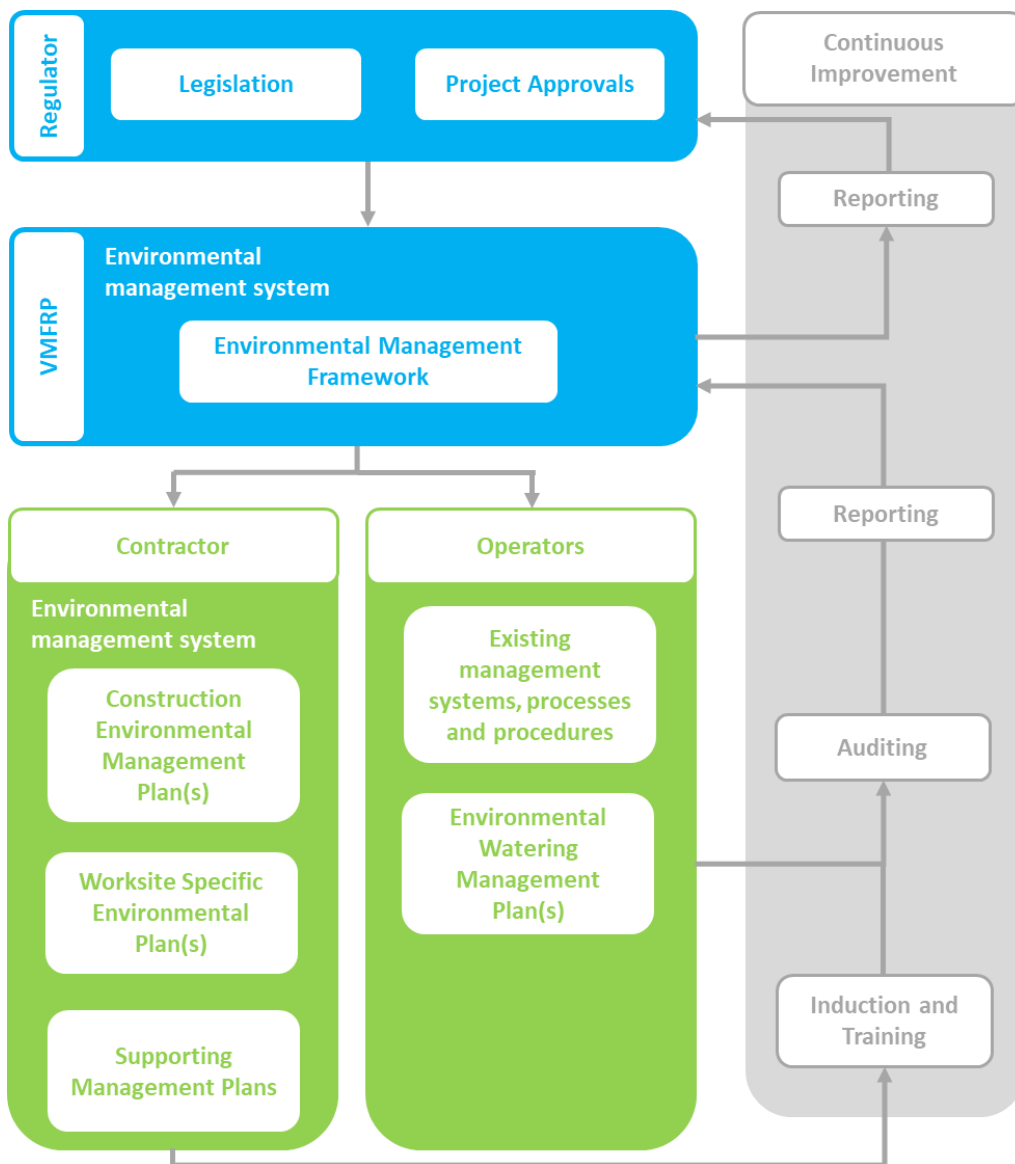 Regulator
Legislation
Project Approvals
VMFRP
Environmental
management system
Environmental Management
Framework
Contractor
Environmental
management system
Construction
Environmental
Management
Plan(s)
Worksite Specific
Environmental
Plan(s)
Supporting
Management Plans
Operators
Existing
management
systems, processes
and procedures
Environmental
Watering
Management
Plan(s)
Continuous
Improvement
Reporting
Reporting
Auditing
Induction and
Training